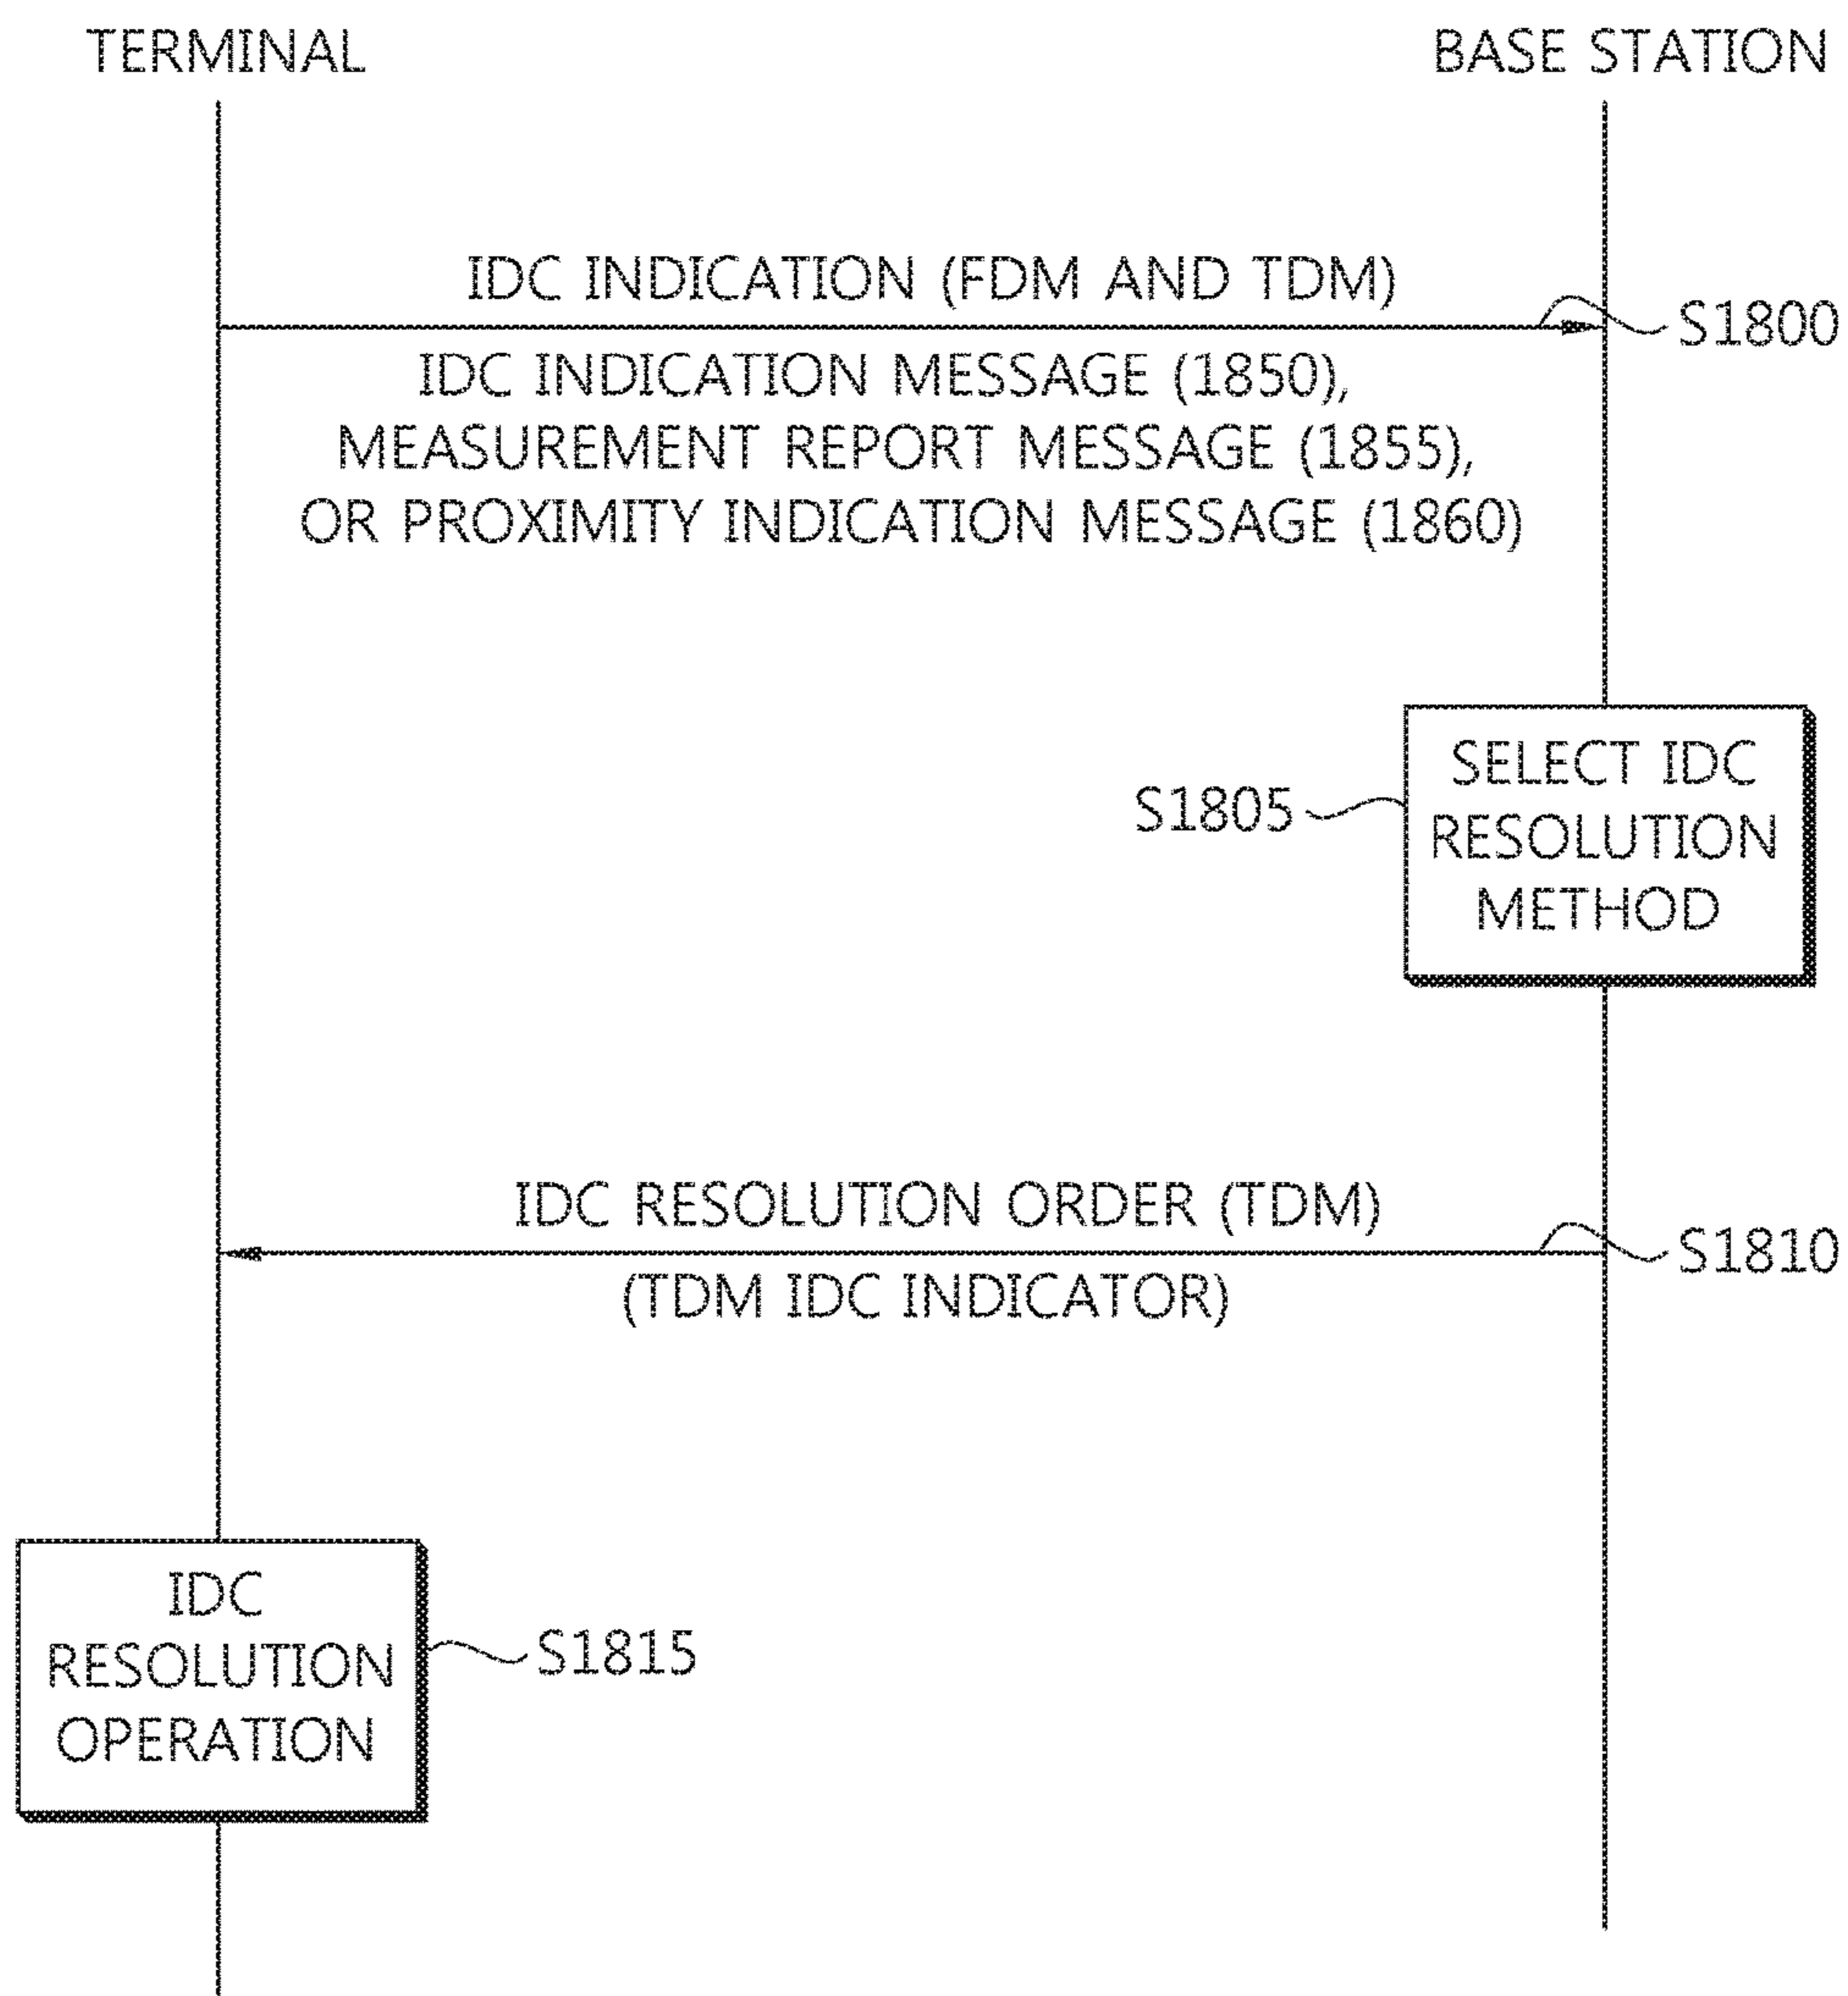 TERMINAL
BASE STATION
IDC INDICATION (FDM AND TDM)
S1800
IDC INDICATION MESSAGE (1850),
MEASUREMENT REPORT MESSAGE (1855),
OR PROXIMITY INDICATION MESSAGE (1860)
SELECT IDC
RESOLUTION
METHOD
S1805
IDC RESOLUTION ORDER (TDM)
S1810
(TDM IDC INDICATOR)
IDC
RESOLUTION
OPERATION
S1815